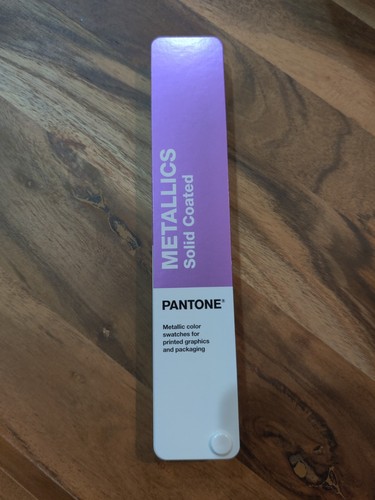 METALLICS
Solid Coated
PANTONE®
Metallic color
swatches for
printed graphics
and packaging